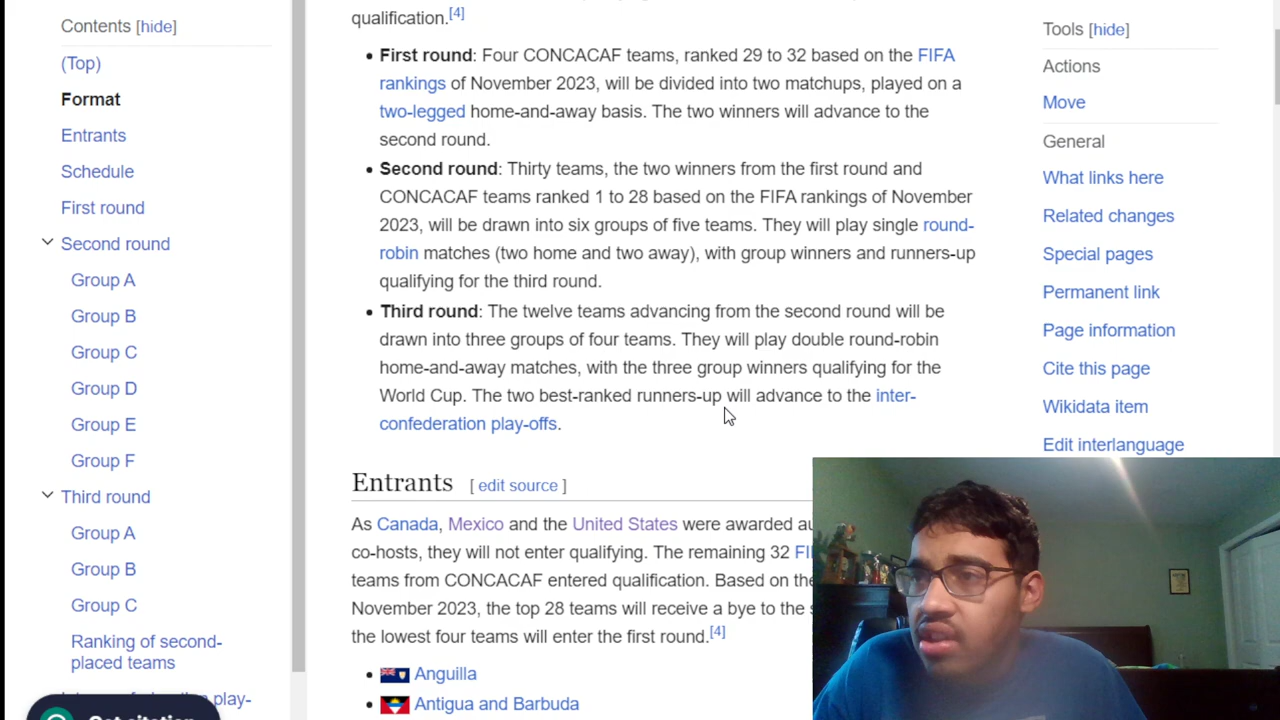 Contents [hide]
(Top)
Format
Entrants
Schedule
First round
Second round
Group A
Group B
Group C
Group D
Group E
Group F
Third round
Group A
Group B
Group C
Ranking of second-
placed teams
play-
qualification.[4]
First round: Four CONCACAF teams, ranked 29 to 32 based on the FIFA
rankings of November 2023, will be divided into two matchups, played on a
two-legged home-and-away basis. The two winners will advance to the
second round.
Second round: Thirty teams, the two winners from the first round and
CONCACAF teams ranked 1 to 28 based on the FIFA rankings of November
2023, will be drawn into six groups of five teams. They will play single round-
robin matches (two home and two away), with group winners and runners-up
qualifying for the third round.
Third round: The twelve teams advancing from the second round will be
drawn into three groups of four teams. They will play double round-robin
home-and-away matches, with the three group winners qualifying for the
World Cup. The two best-ranked runners-up will advance to the inter-
confederation play-offs.
Entrants [ edit source ]
As Canada, Mexico and the United States were awarded
co-hosts, they will not enter qualifying. The remaining 32
teams from CONCACAF entered qualification. Based on the
November 2023, the top 28 teams will receive a bye to the
the lowest four teams will enter the first round.[4]
Anguilla
Antigua and Barbuda
Tools [hide]
Actions
Move
General
What links here
Related changes
Special pages
Permanent link
Page information
Cite this page
Wikidata item
Edit interlanguage